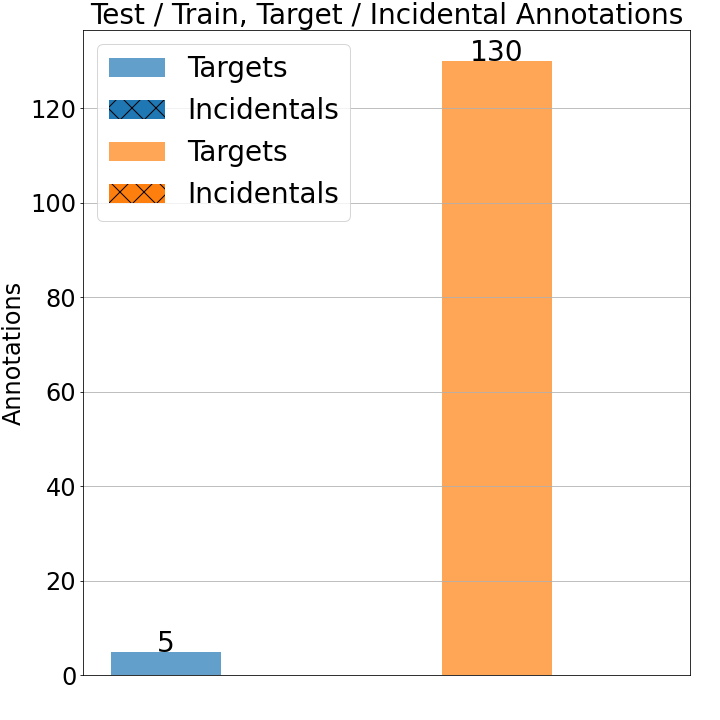 Test / Train, Target / Incidental Annotations
130
Targets
Incidentals
Targets
Incidentals
120
100
80
60
40
20
0
Annotations
5